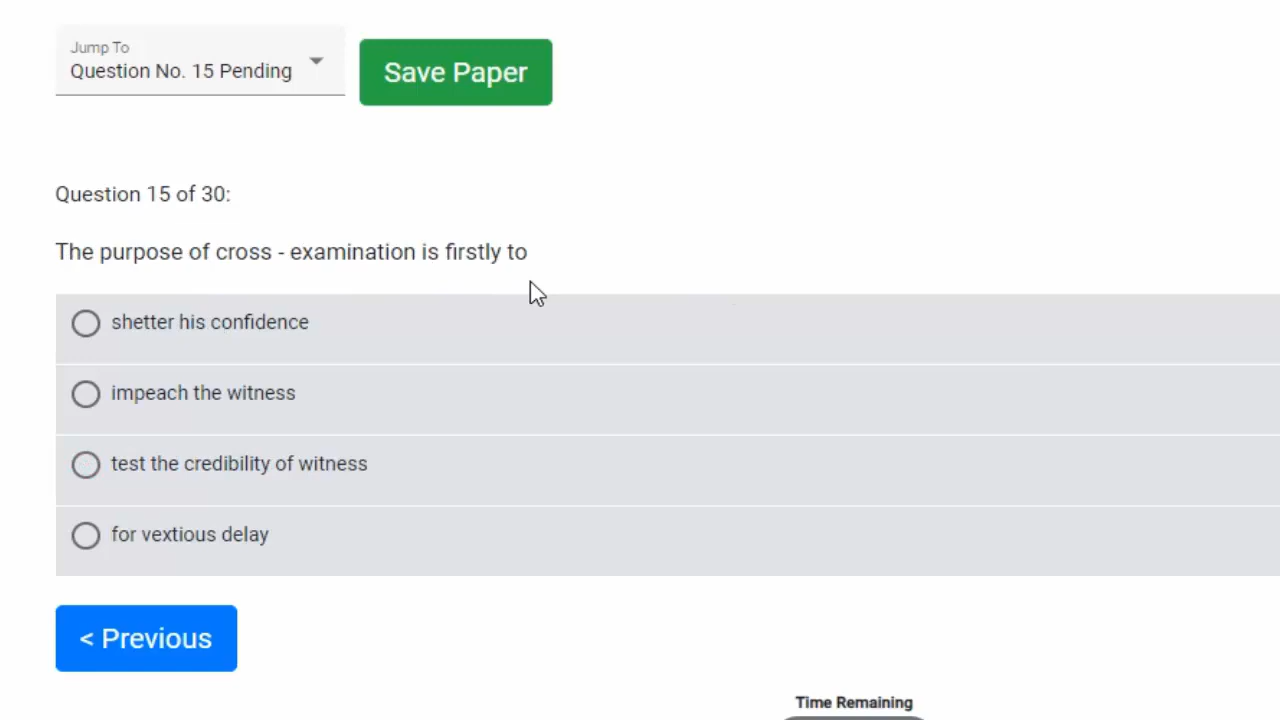 Jump To
Question No. 15 Pending
Save Paper
Question 15 of 30:
The purpose of cross - examination is firstly to
shetter his confidence
impeach the witness
test the credibility of witness
for vextious delay
< Previous
Time Remaining